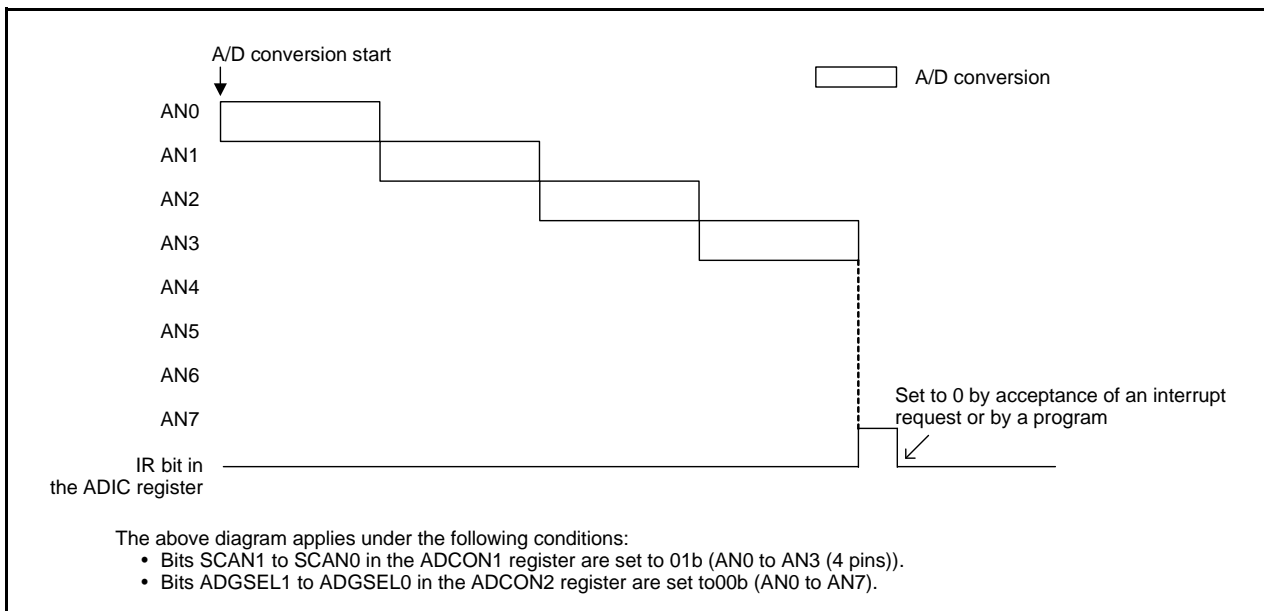 A/D conversion start
A/D conversion
AN0
AN1
AN2
AN3
AN4
AN5
AN6
AN7
Set to 0 by acceptance of an interrupt
request or by a program
IR bit in
the ADIC register
The above diagram applies under the following conditions:
• Bits SCAN1 to SCAN0 in the ADCON1 register are set to 01b (AN0 to AN3 (4 pins)).
• Bits ADGSEL1 to ADGSEL0 in the ADCON2 register are set to00b (AN0 to AN7).